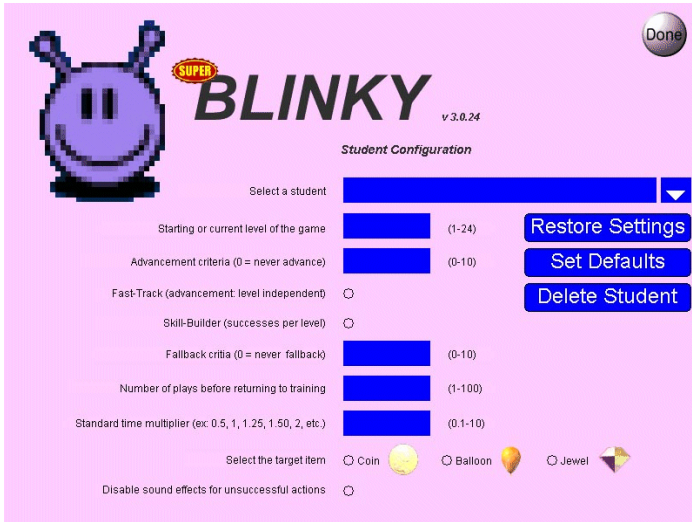 Done
SUPER
BLINKY v 3.0.24
Student Configuration
Select a student
Starting or current level of the game (1-24) Restore Settings
Advancement criteria (0 = never advance) (0-10) Set Defaults
Fast-Track (advancement: level independent) Delete Student
Skill-Builder (successes per level)
Fallback critia (0 = never fallback) (0-10)
Number of plays before returning to training (1-100)
Standard time multiplier (ex: 0.5, 1, 1.25, 1.50, 2, etc.) (0.1-10)
Select the target item Coin Balloon Jewel
Disable sound effects for unsuccessful actions